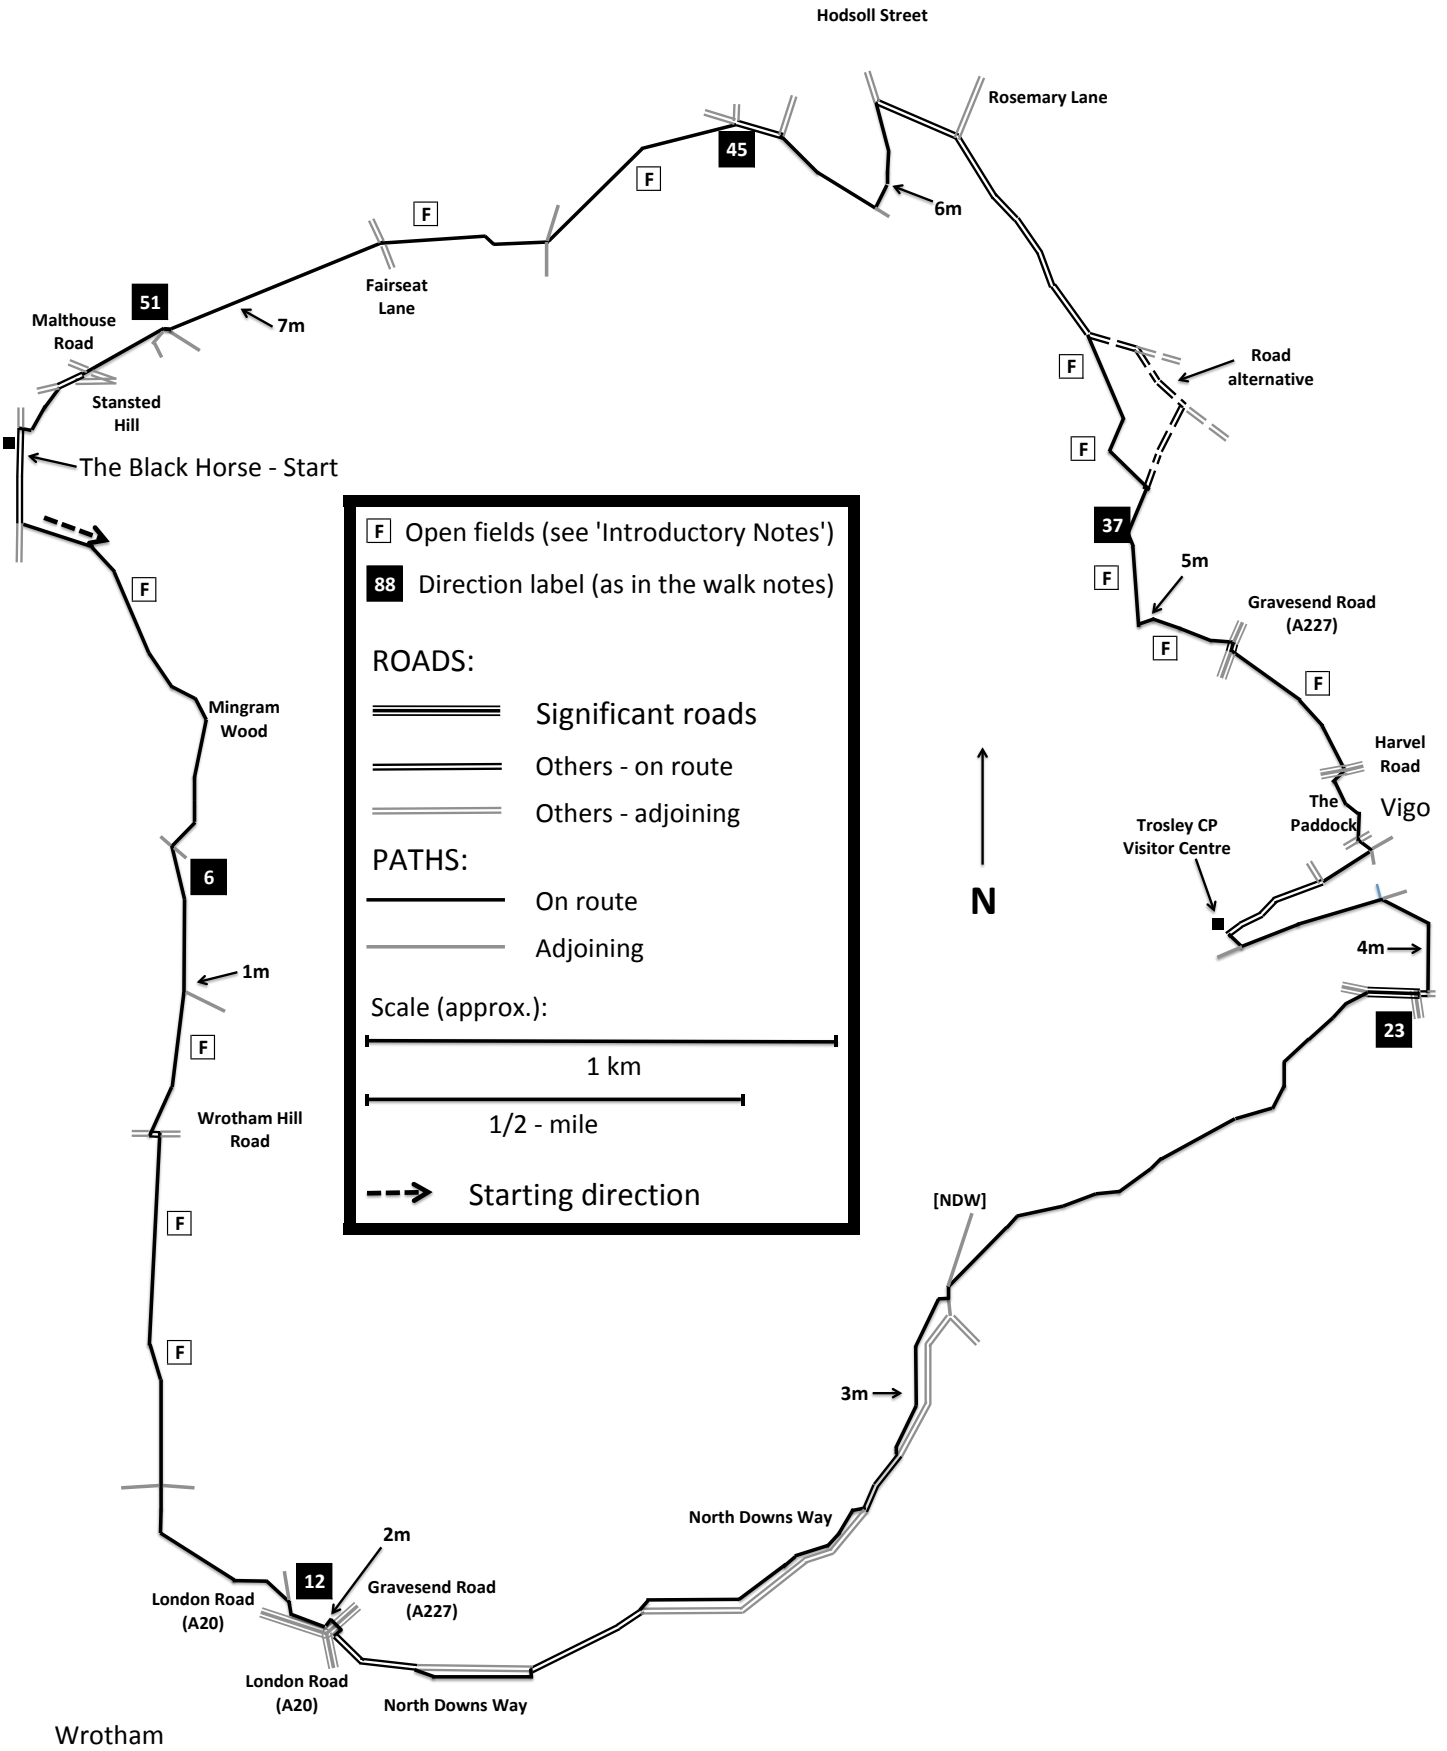 Hodsoll Street
Rosemary Lane
45
F
6m
F
Fairseat
Lane
51
7m
Malthouse
Road
Stansted
Hill
The Black Horse - Start
F
Road
alternative
F
37
5m
F
Gravesend Road
(A227)
F
F
Harvel
Road
The
Paddock
Vigo
Trosley CP
Visitor Centre
4m
23
N
F Open fields (see 'Introductory Notes')
88 Direction label (as in the walk notes)
ROADS:
Significant roads
Others - on route
Others - adjoining
PATHS:
On route
Adjoining
Scale (approx.):
1 km
1/2 - mile
Starting direction
F
Mingram
Wood
6
1m
F
Wrotham Hill
Road
F
F
[NDW]
3m
North Downs Way
2m
12
London Road
(A20)
Gravesend Road
(A227)
London Road
(A20)
North Downs Way
Wrotham